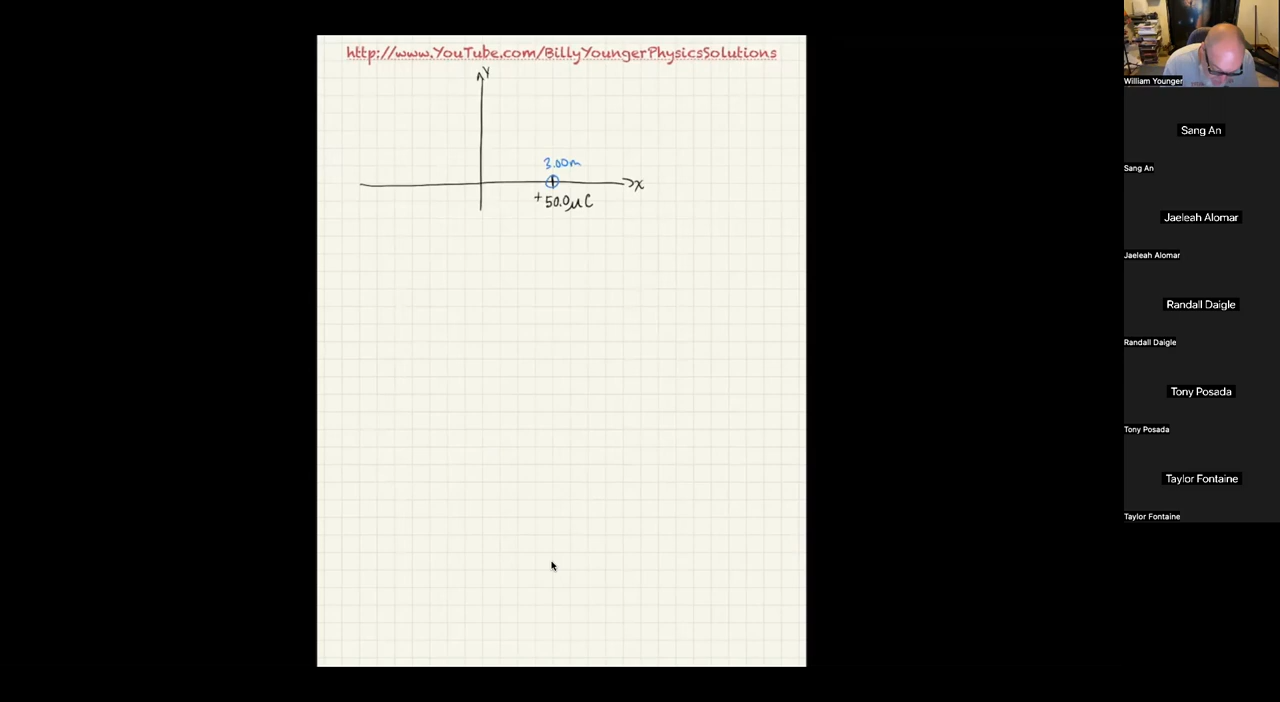 http://www.YouTube.com/BillyYoungerPhysicsSolutions
Y
3.00m
x
+50.0μC
William Younger
Sang An
Sang An
Jaeleah Alomar
Jaeleah Alomar
Randall Daigle
Randall Daigle
Tony Posada
Tony Posada
Taylor Fontaine
Taylor Fontaine